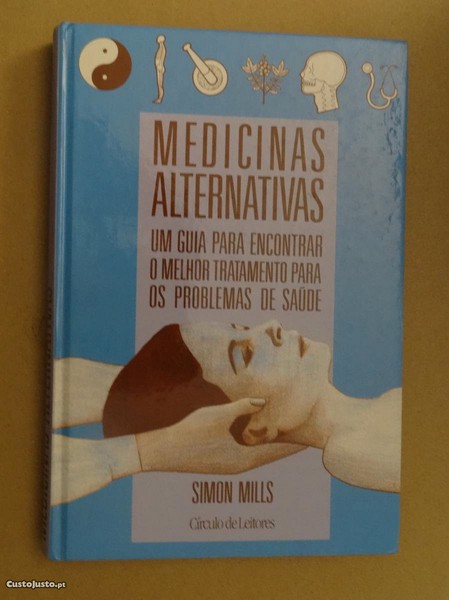 MEDICINAS
ALTERNATIVAS
UM GUIA PARA ENCONTRAR
O MELHOR TRATAMENTO PARA
OS PROBLEMAS DE SAÚDE
SIMON MILLS
Círculo de Leitores
CustoJusto.pt